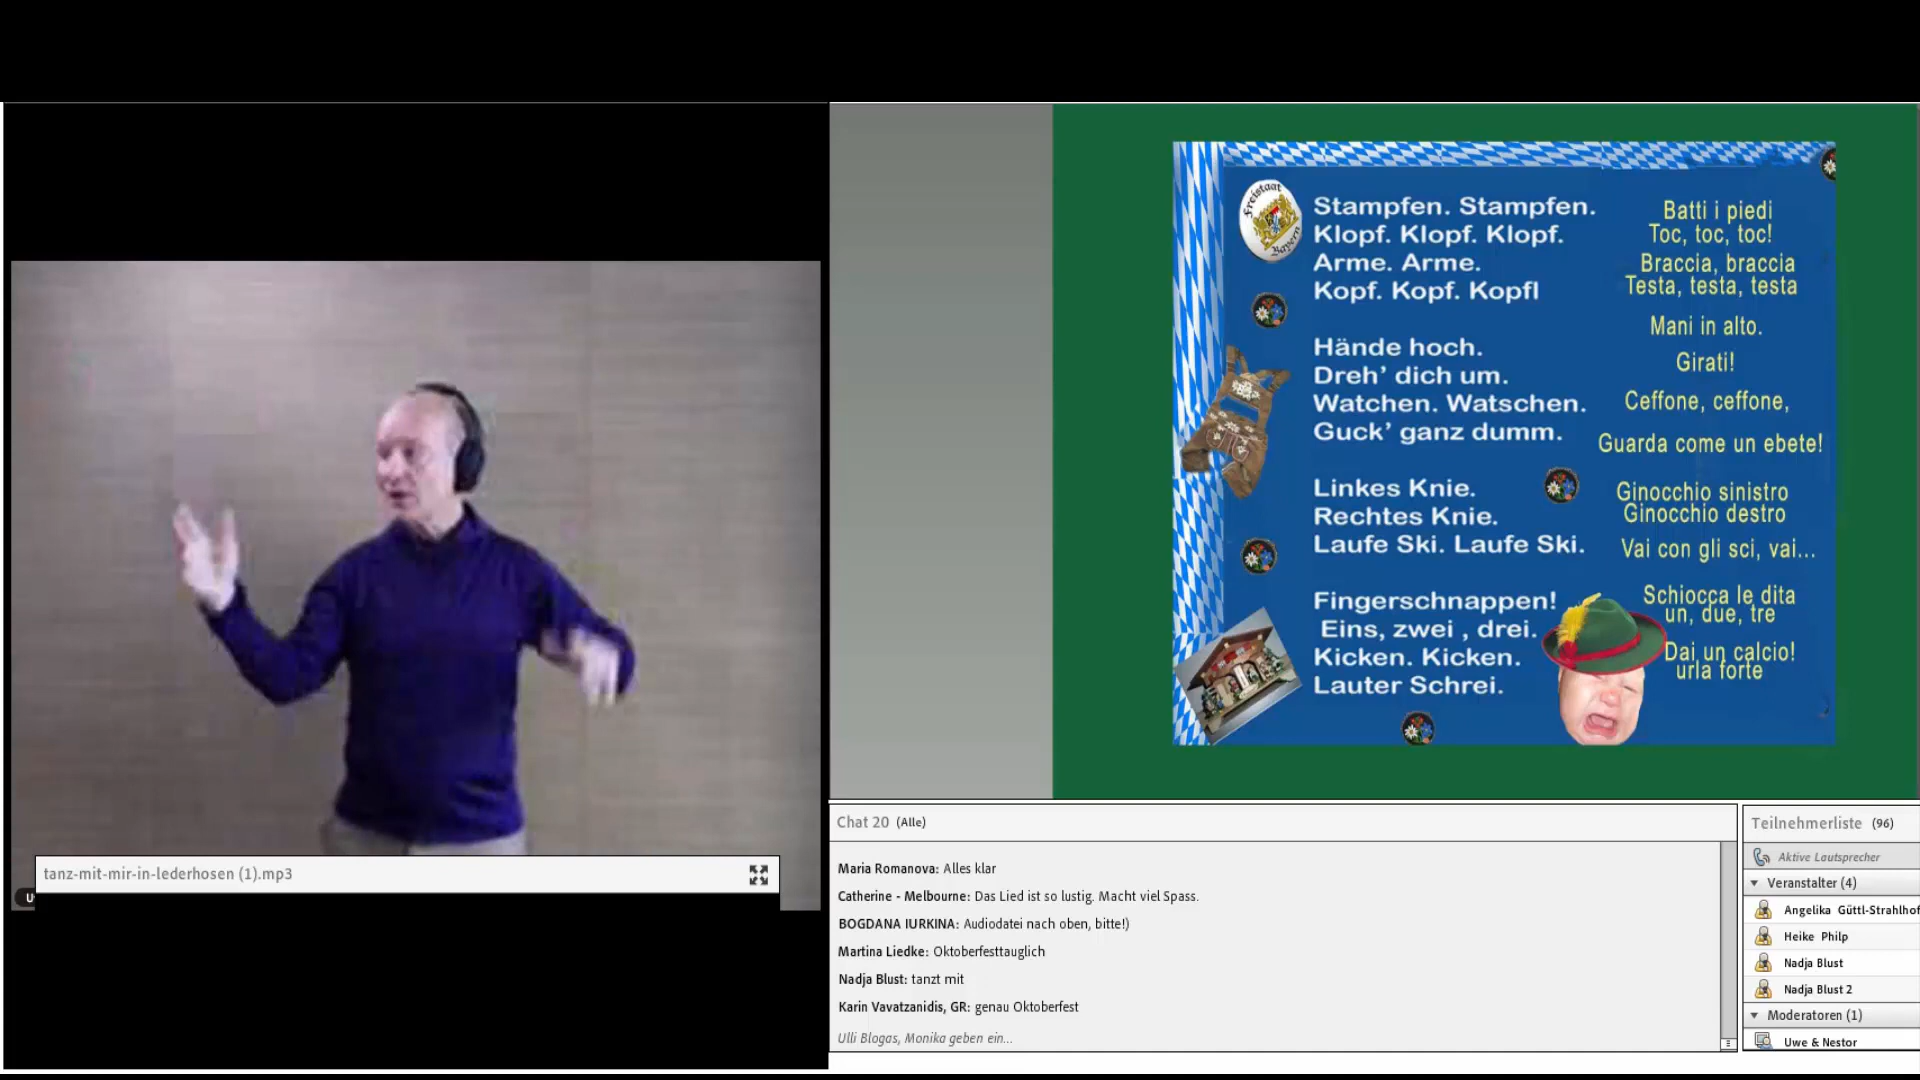 Freistaat
Bayern
Stampfen. Stampfen.
Klopf. Klopf. Klopf.
Arme. Arme.
Kopf. Kopf. Kopfl
Hände hoch.
Dreh' dich um.
Watchen. Watschen.
Guck' ganz dumm.
Linkes Knie.
Rechtes Knie.
Laufe Ski. Laufe Ski.
Fingerschnappen!
Eins, zwei , drei.
Kicken. Kicken.
Lauter Schrei.
Batti i piedi
Toc, toc, toc!
Braccia, braccia
Testa, testa, testa
Mani in alto.
Girati!
Ceffone, ceffone,
Guarda come un ebete!
Ginocchio sinistro
Ginocchio destro
Vai con gli sci, vai...
Schiocca le dita
un, due, tre
Dai un calcio!
urla forte
tanz-mit-mir-in-lederhosen (1).mp3
U
Chat 20 (Alle)
Maria Romanova: Alles klar
Catherine - Melbourne: Das Lied ist so lustig. Macht viel Spass.
BOGDANA IURKINA: Audiodatei nach oben, bitte!)
Martina Liedke: Oktoberfesttauglich
Nadja Blust: tanzt mit
Karin Vavatzanidis, GR: genau Oktoberfest
Ulli Blogas, Monika geben ein...
Teilnehmerliste (96)
Aktive Lautsprecher
Veranstalter (4)
Angelika Güttl-Strahlhof
Heike Philp
Nadja Blust
Nadja Blust 2
Moderatoren (1)
Uwe & Nestor